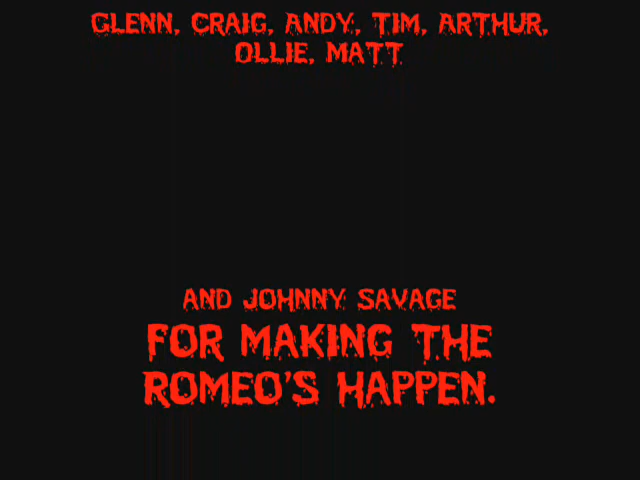 GLENN, CRAIG, ANDY, TIM, ARTHUR,
OLLIE, MATT
AND JOHNNY SAVAGE
FOR MAKING THE
ROMEO'S HAPPEN.